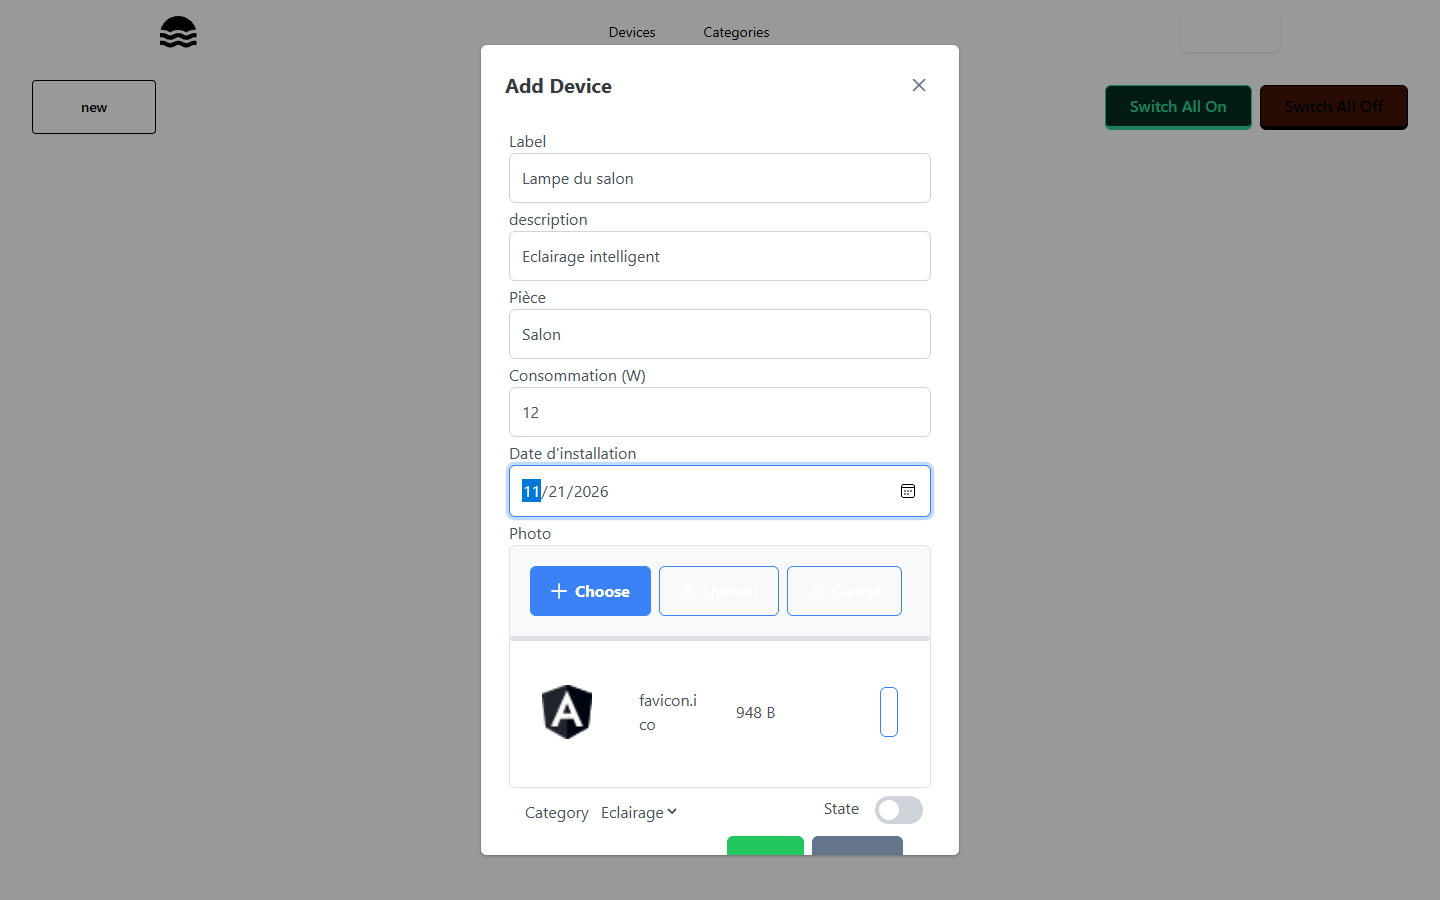 Devices
Categories
new
Switch All On
Switch All Off
Add Device
Label
Lampe du salon
description
Eclairage intelligent
Pièce
Salon
Consommation (W)
12
Date d'installation
11/21/2026
Photo
Choose
Upload
Cancel
favicon.i
co
948 B
Category
Eclairage
State